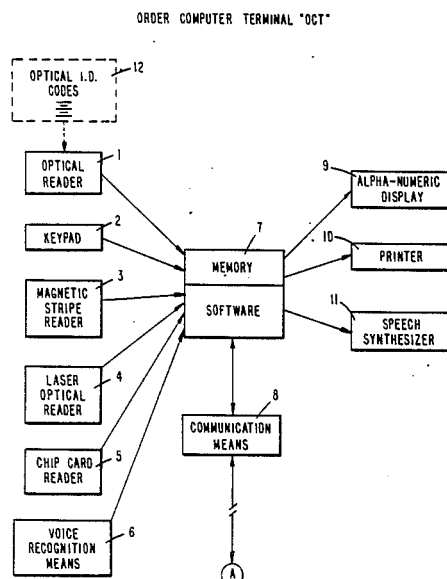 ORDER COMPUTER TERMINAL "OCT"
12
OPTICAL I.D.
CODES
1
OPTICAL
READER
2
KEYPAD
3
MAGNETIC
STRIPE
READER
4
LASER
OPTICAL
READER
5
CHIP CARD
READER
6
VOICE
RECOGNITION
MEANS
7
MEMORY
SOFTWARE
8
COMMUNICATION
MEANS
A
9
ALPHA-NUMERIC
DISPLAY
10
PRINTER
11
SPEECH
SYNTHESIZER